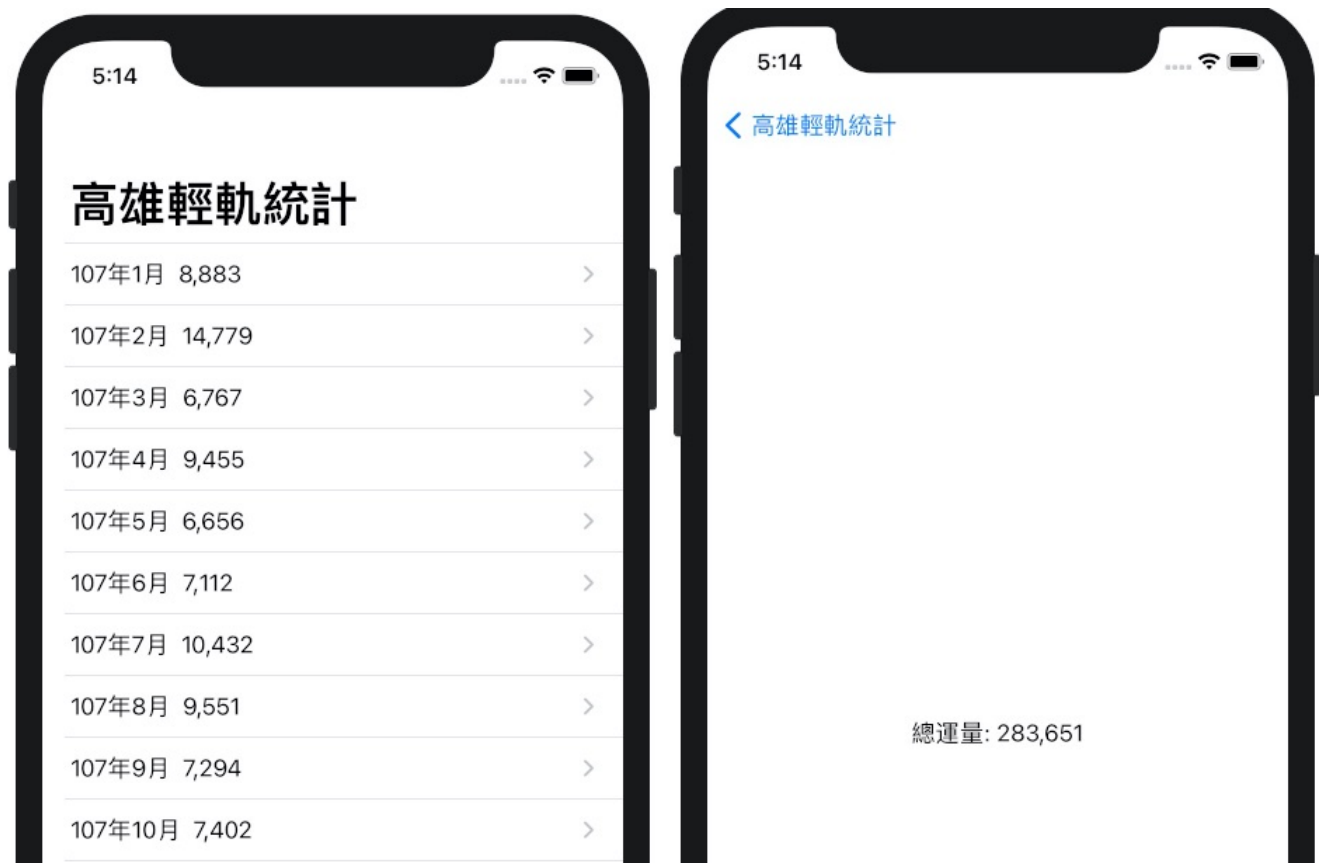 5:14
高雄輕軌統計
107年1月 8,883
107年2月 14,779
107年3月 6,767
107年4月 9,455
107年5月 6,656
107年6月 7,112
107年7月 10,432
107年8月 9,551
107年9月 7,294
107年10月 7,402
5:14
高雄輕軌統計
總運量: 283,651